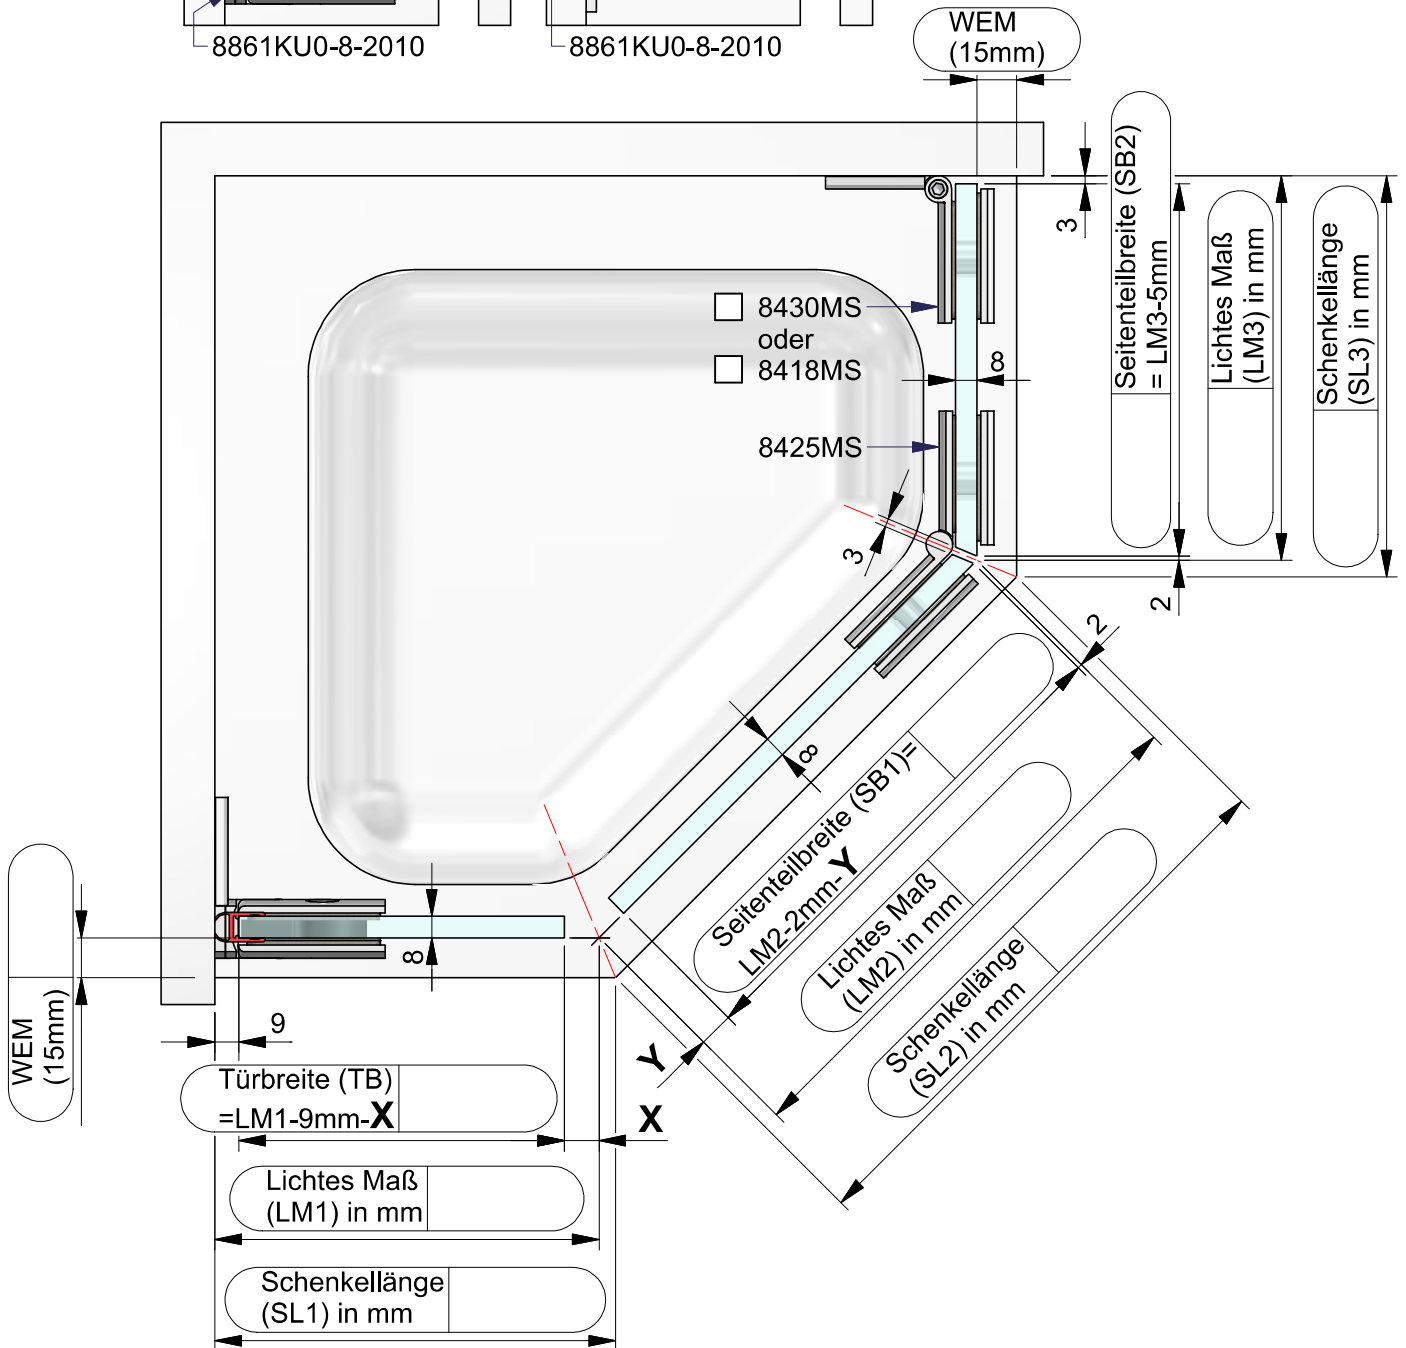 8861KU0-8-2010
8861KU0-8-2010
WEM
(15mm)
3
Seitenteilbreite (SB2)
= LM3-5mm
Lichtes Maß
(LM3) in mm
Schenkellänge
(SL3) in mm
8430MS
oder
8418MS
8
8425MS
3
2
2
8
Seitenteilbreite (SB1)=
LM2-2mm-Y
Lichtes Maß
(LM2) in mm
Schenkellänge
(SL2) in mm
8
WEM
(15mm)
9
Y
X
Türbreite (TB)
=LM1-9mm-X
Lichtes Maß
(LM1) in mm
Schenkellänge
(SL1) in mm